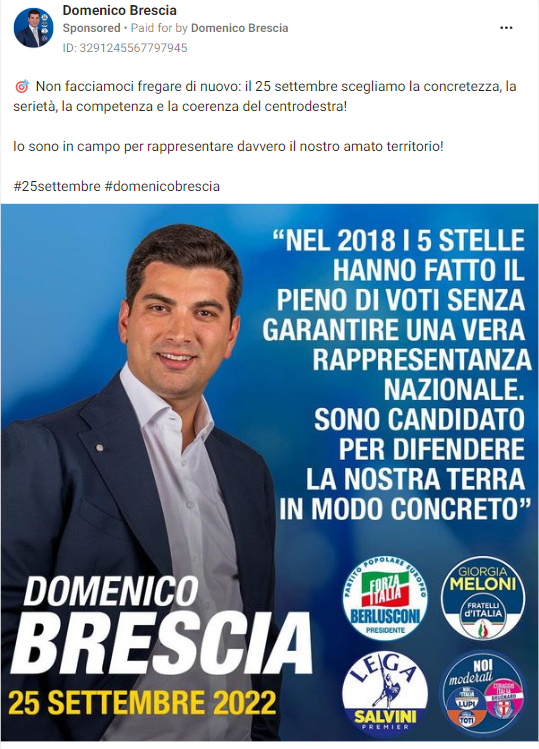 Domenico Brescia
Sponsored • Paid for by Domenico Brescia
ID: 3291245567797945
🎯 Non facciamoci fregare di nuovo: il 25 settembre scegliamo la concretezza, la
serietà, la competenza e la coerenza del centrodestra!
Io sono in campo per rappresentare davvero il nostro amato territorio!
#25settembre #domenicobrescia
“NEL 2018 I 5 STELLE
HANNO FATTO IL
PIENO DI VOTI SENZA
GARANTIRE UNA VERA
RAPPRESENTANZA
NAZIONALE.
SONO CANDIDATO
PER DIFENDERE
LA NOSTRA TERRA
IN MODO CONCRETO”
DOMENICO
BRESCIA
25 SETTEMBRE 2022
PARTITO POPOLARE EUROPEO
FORZA
ITALIA
BERLUSCONI
PRESIDENTE
GIORGIA
MELONI
FRATELLI
d'ITALIA
LEGA
SALVINI
PREMIER
NOI
moderati
NOI CON L'ITALIA
LUPI
TOTI
CORAGGIO
ITALIA
BRUGNARO